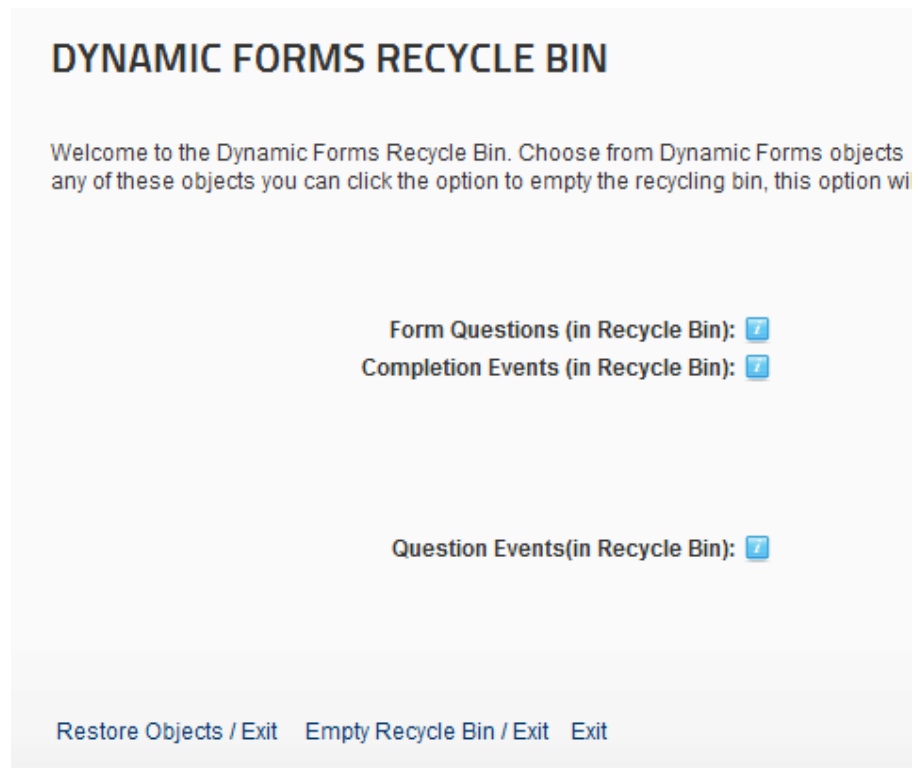 DYNAMIC FORMS RECYCLE BIN
Welcome to the Dynamic Forms Recycle Bin. Choose from Dynamic Forms objects
any of these objects you can click the option to empty the recycling bin, this option wil
Form Questions (in Recycle Bin): i
Completion Events (in Recycle Bin): i
Question Events(in Recycle Bin): i
Restore Objects / Exit Empty Recycle Bin / Exit Exit